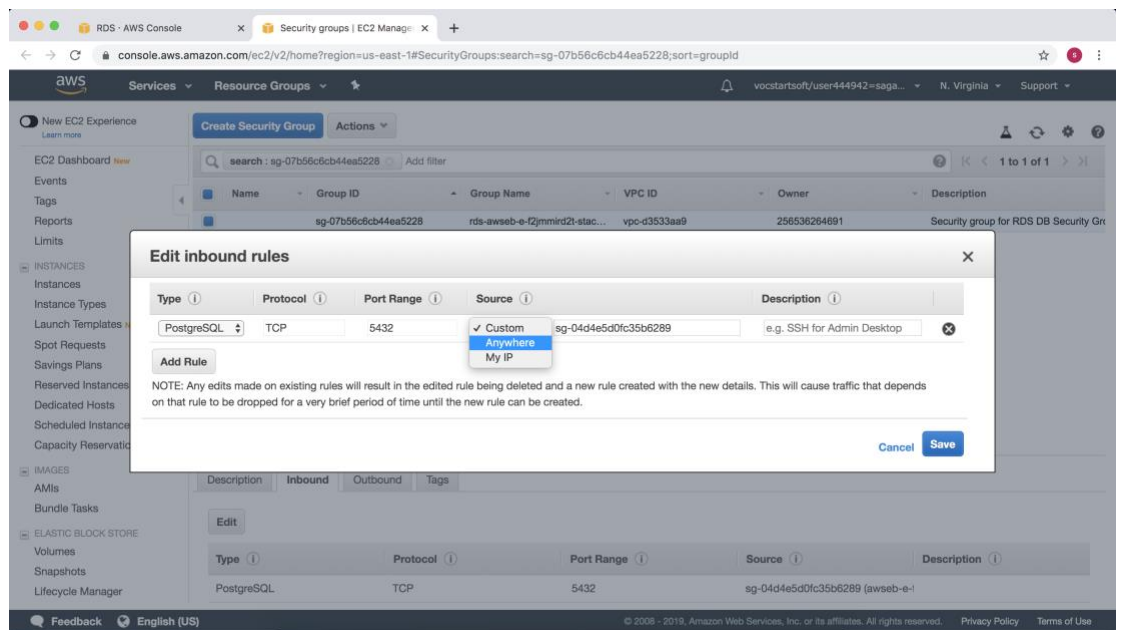 RDS · AWS Console
Security groups | EC2 Manage
console.aws.amazon.com/ec2/v2/home?region=us-east-1#SecurityGroups:search=sg-07b56c6cb44ea5228;sort=groupId
S
aws Services Resource Groups vocstartsoft/user444942=saga... N. Virginia Support
New EC2 Experience
Learn more
EC2 Dashboard New
Events
Tags
Reports
Limits
INSTANCES
Instances
Instance Types
Launch Templates
Spot Requests
Savings Plans
Reserved Instances
Dedicated Hosts
Scheduled Instance
Capacity Reservatio
IMAGES
AMIs
Bundle Tasks
ELASTIC BLOCK STORE
Volumes
Snapshots
Lifecycle Manager
Create Security Group Actions
search : sg-07b56c6cb44ea5228 Add filter 1 to 1 of 1
Name Group ID Group Name VPC ID Owner Description
sg-07b56c6cb44ea5228 rds-awseb-e-f2jmmird2t-stac... vpc-d3533aa9 256536264691 Security group for RDS DB Security Gro
Edit inbound rules
Type Protocol Port Range Source Description
PostgreSQL TCP 5432 Custom sg-04d4e5d0fc35b6289 e.g. SSH for Admin Desktop
Anywhere
My IP
Add Rule
NOTE: Any edits made on existing rules will result in the edited rule being deleted and a new rule created with the new details. This will cause traffic that depends
on that rule to be dropped for a very brief period of time until the new rule can be created.
Cancel Save
Description Inbound Outbound Tags
Edit
Type Protocol Port Range Source Description
PostgreSQL TCP 5432 sg-04d4e5d0fc35b6289 (awseb-e-f
Feedback English (US) © 2008 - 2019, Amazon Web Services, Inc. or its affiliates. All rights reserved. Privacy Policy Terms of Use